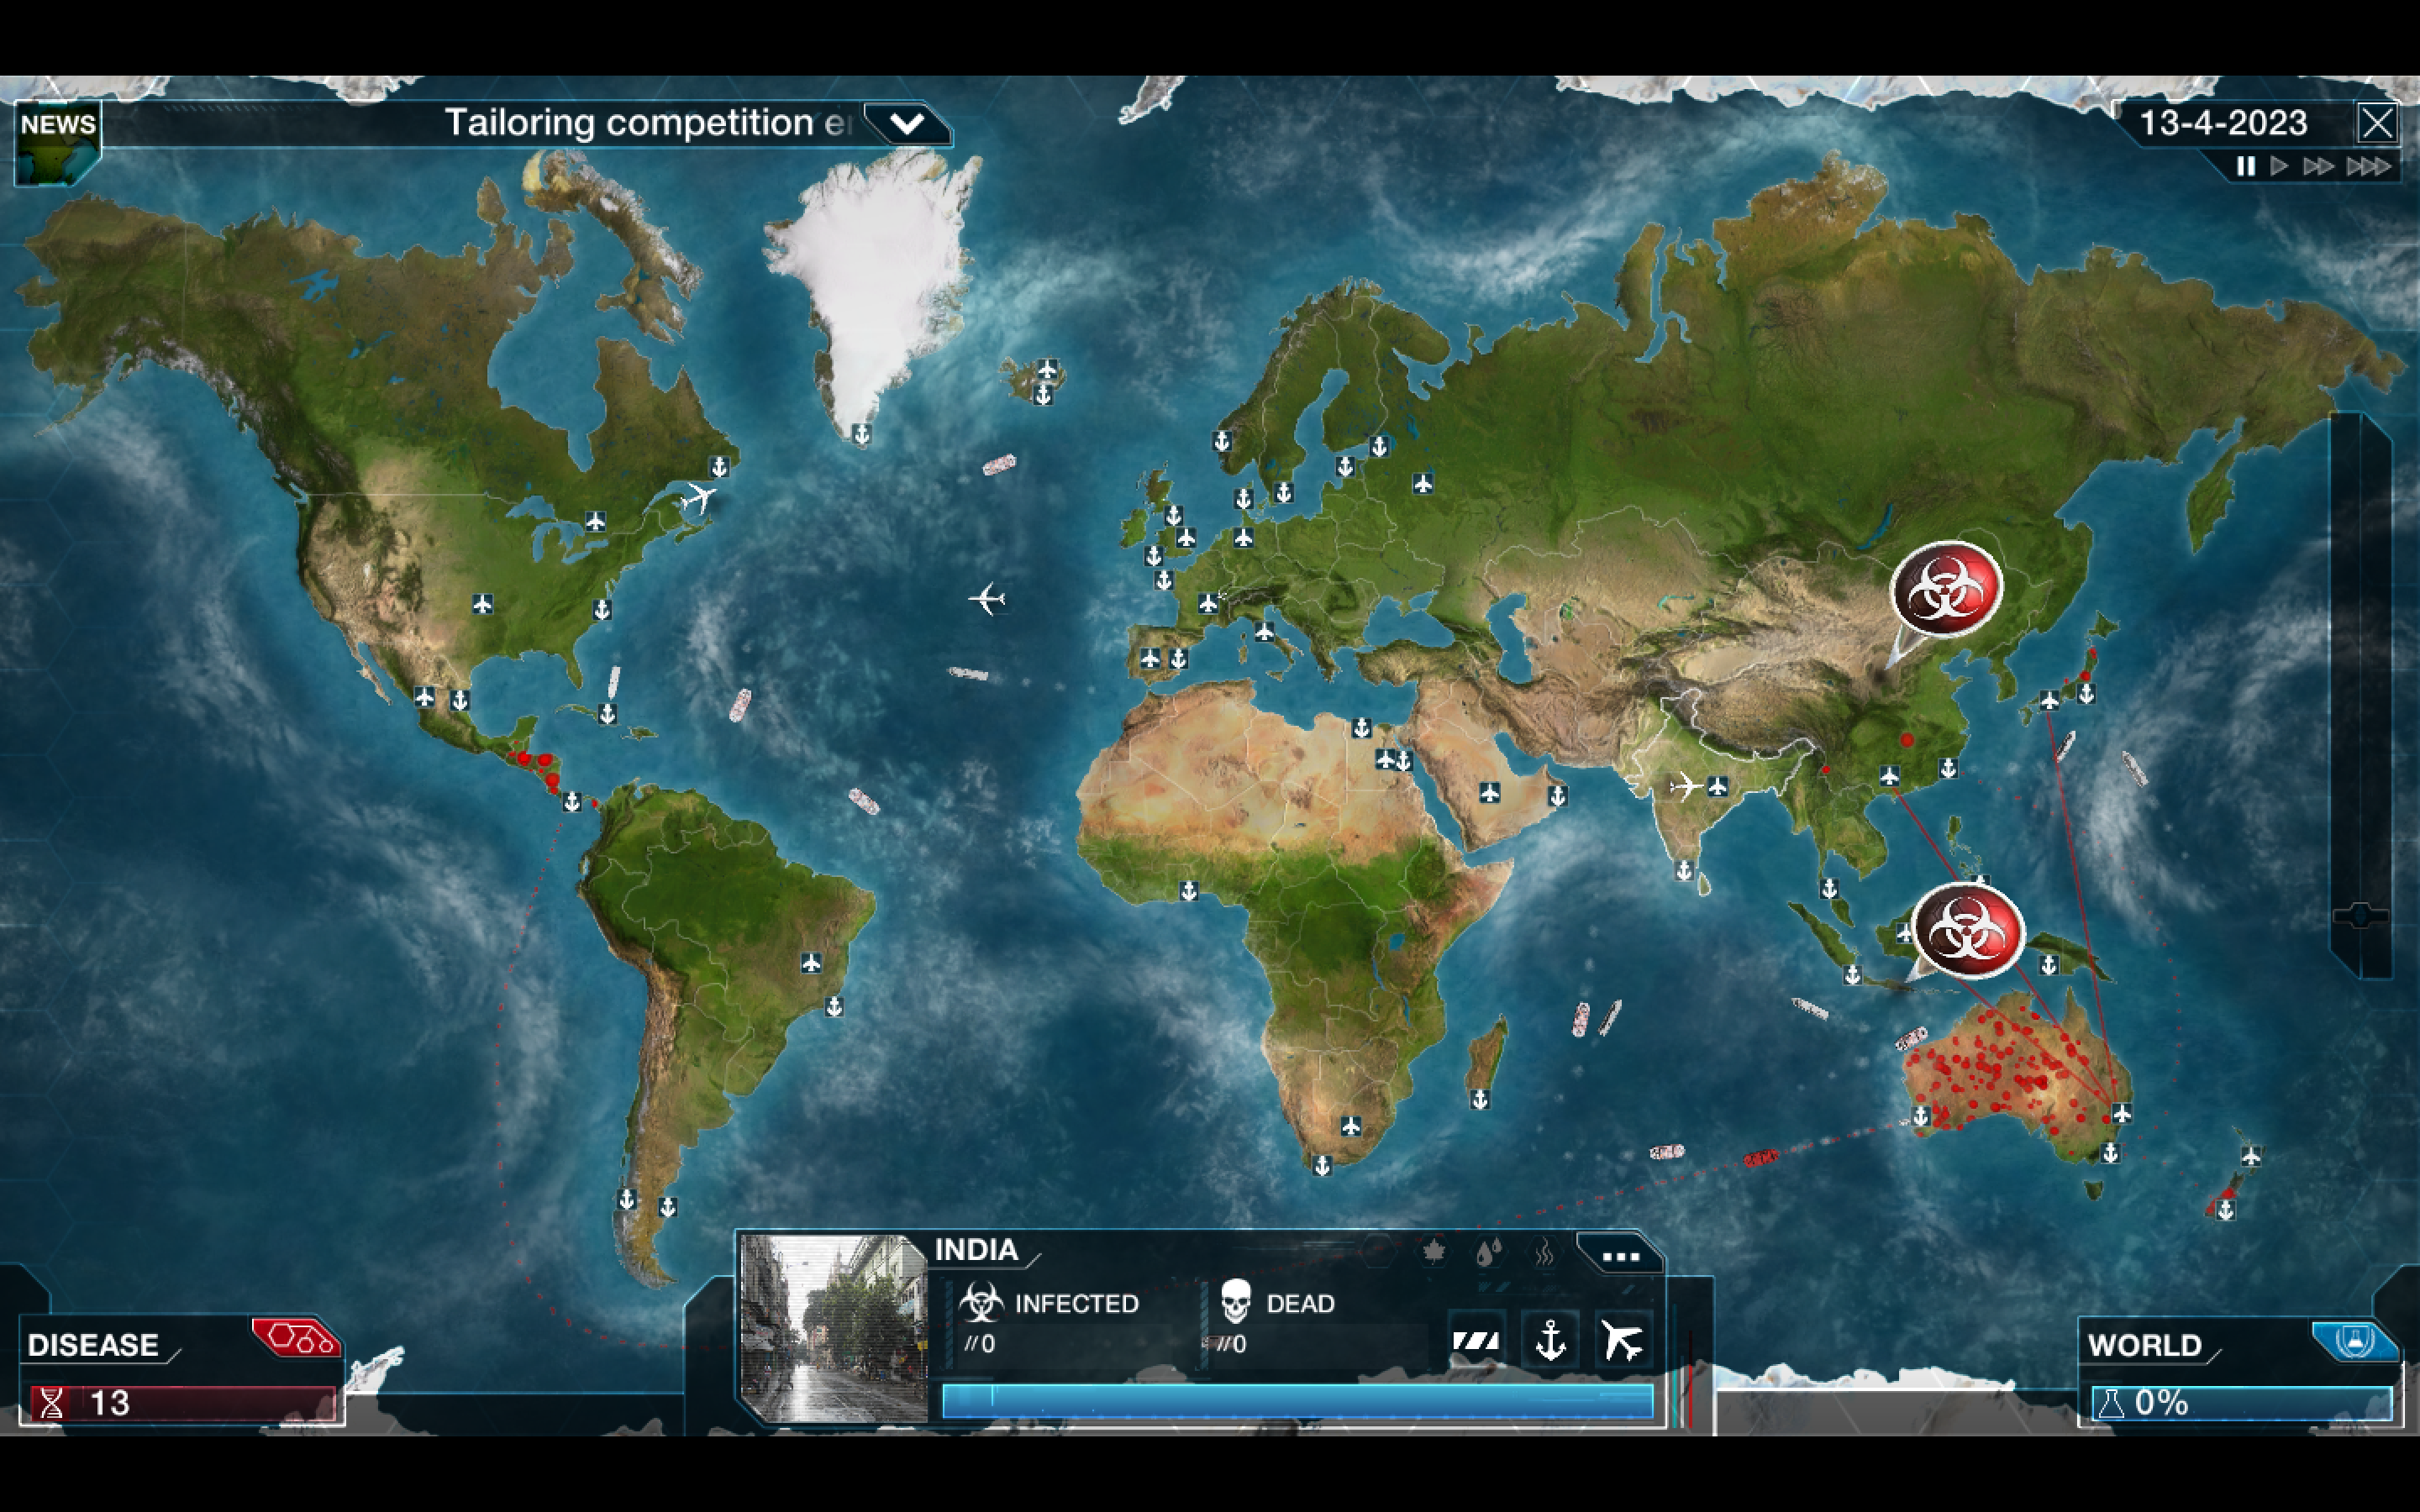 NEWS
Tailoring competition
13-4-2023
INDIA
INFECTED
DEAD
//0
//0
DISEASE
13
WORLD
0%